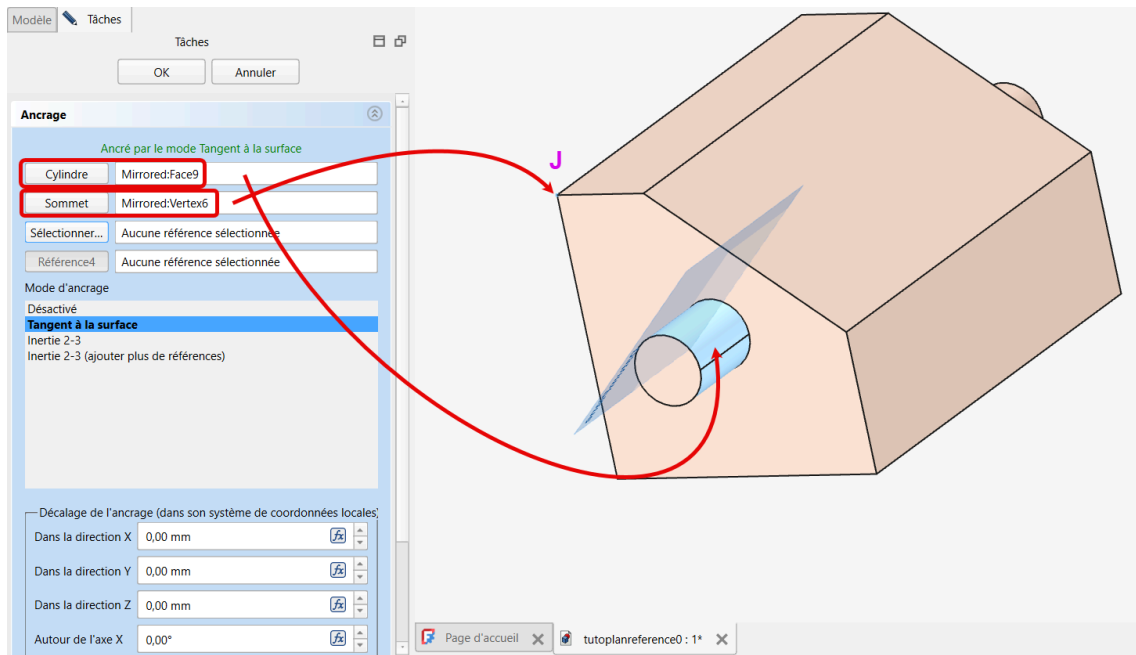 Modèle Tâches
Tâches
OK Annuler
Ancrage
Ancré par le mode Tangent à la surface
Cylindre Mirrored:Face9
Sommet Mirrored:Vertex6
Sélectionner... Aucune référence sélectionnée
Référence4 Aucune référence sélectionnée
Mode d'ancrage
Désactivé
Tangent à la surface
Inertie 2-3
Inertie 2-3 (ajouter plus de références)
Décalage de l'ancrage (dans son système de coordonnées locales)
Dans la direction X 0,00 mm fx
Dans la direction Y 0,00 mm fx
Dans la direction Z 0,00 mm fx
Autour de l'axe X 0,00° fx
J
Page d'accueil tutoplanreference0 : 1*